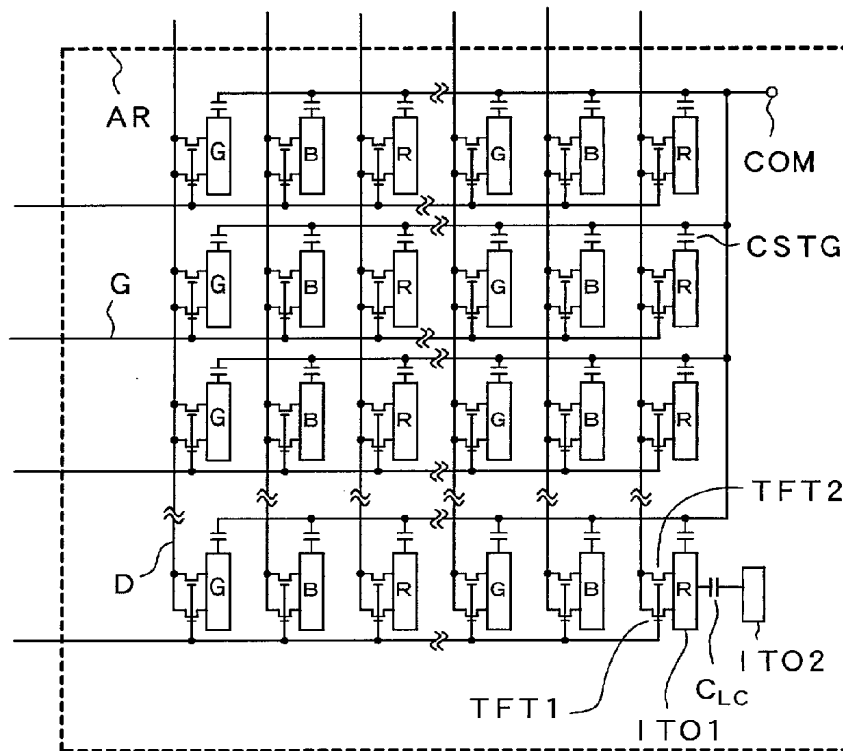 AR
COM
G B R G B R
CSTG
G B R G B R
G
G B R G B R
TFT2
D
G B R G B R
ITO2
CLC
TFT1
ITO1